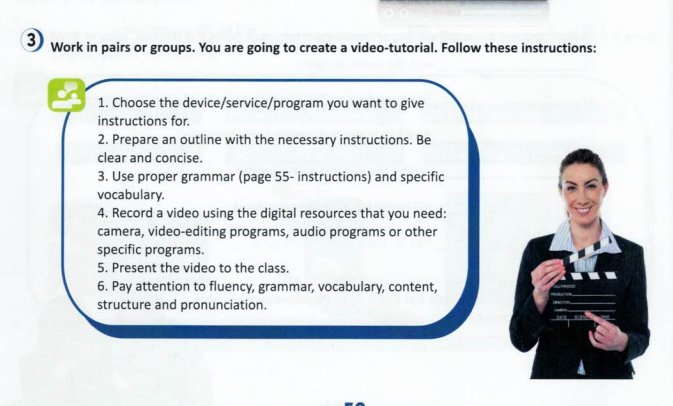 3
Work in pairs or groups. You are going to create a video-tutorial. Follow these instructions:
1. Choose the device/service/program you want to give
instructions for.
2. Prepare an outline with the necessary instructions. Be
clear and concise.
3. Use proper grammar (page 55- instructions) and specific
vocabulary.
4. Record a video using the digital resources that you need:
camera, video-editing programs, audio programs or other
specific programs.
5. Present the video to the class.
6. Pay attention to fluency, grammar, vocabulary, content,
structure and pronunciation.
HOLLYWOOD
PRODUCTION
DIRECTOR
CAMERA
DATE SCENE TAKE